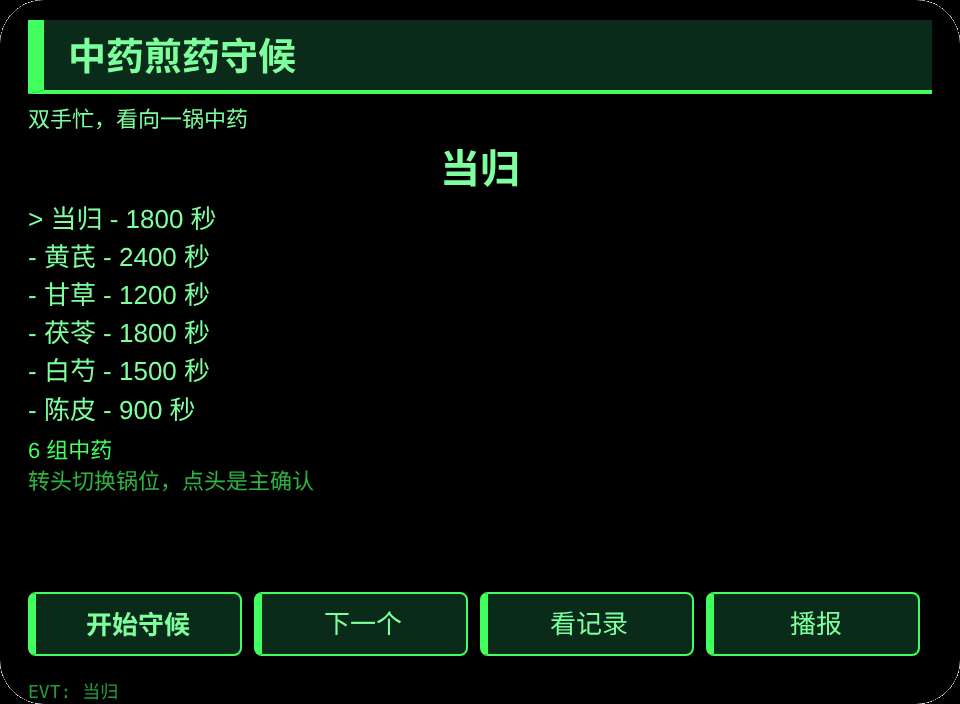 中药煎药守候
双手忙，看向一锅中药
当归
> 当归 - 1800 秒
- 黄芪 - 2400 秒
- 甘草 - 1200 秒
- 茯苓 - 1800 秒
- 白芍 - 1500 秒
- 陈皮 - 900 秒
6 组中药
转头切换锅位，点头是主确认
开始守候
下一个
看记录
播报
EVT: 当归